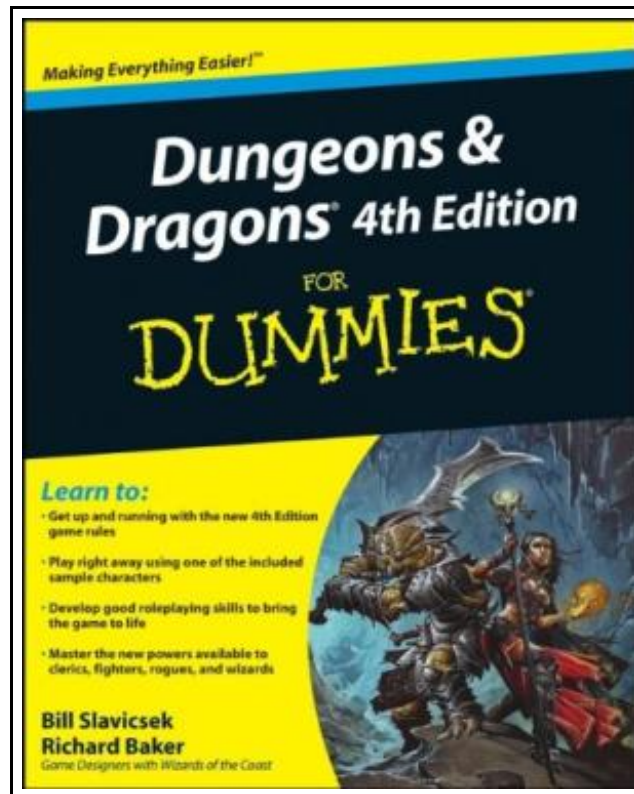 Making Everything Easier!™
Dungeons &
Dragons® 4th Edition
FOR
DUMMIES®
Learn to:
• Get up and running with the new 4th Edition
game rules
• Play right away using one of the included
sample characters
• Develop good roleplaying skills to bring
the game to life
• Master the new powers available to
clerics, fighters, rogues, and wizards
Bill Slavicsek
Richard Baker
Game Designers with Wizards of the Coast